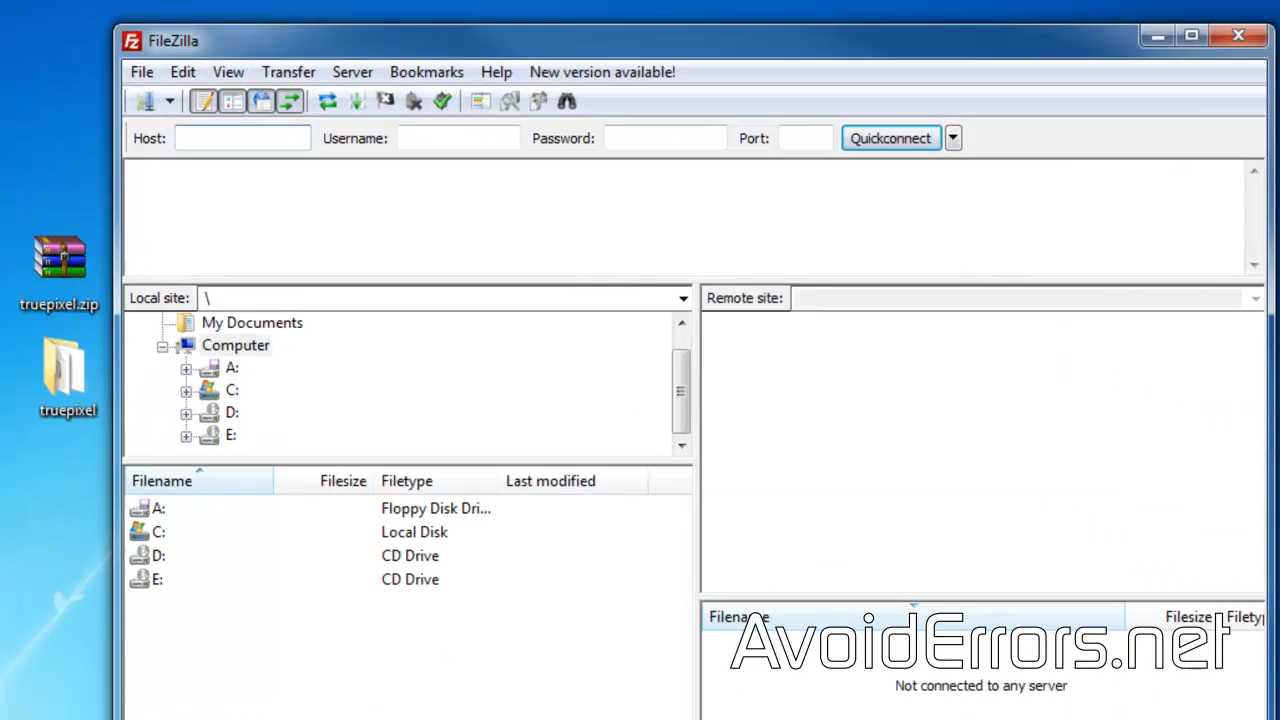 FileZilla
File Edit View Transfer Server Bookmarks Help New version available!
Host: Username: Password: Port: Quickconnect
truepixel.zip
truepixel
Local site: \
My Documents
Computer
A:
C:
D:
E:
Filename Filesize Filetype Last modified
A: Floppy Disk Dri...
C: Local Disk
D: CD Drive
E: CD Drive
Remote site:
Filename Filesize Filety
AvoidErrors.net
Not connected to any server